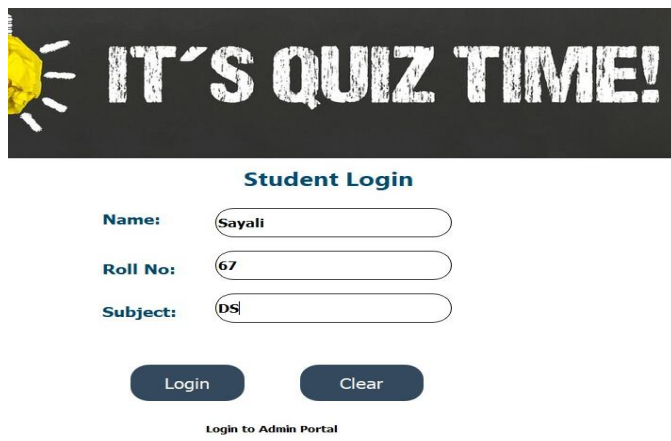 IT´S QUIZ TIME!
Student Login
Name: Sayali
Roll No: 67
Subject: DS
Login Clear
Login to Admin Portal